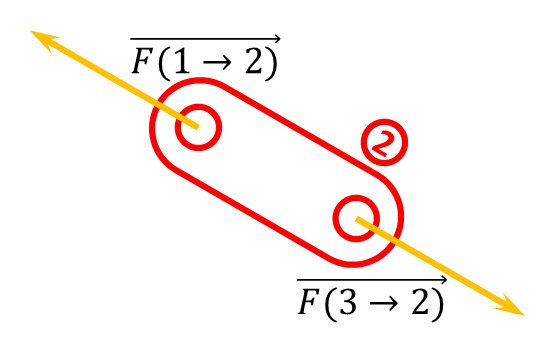 F(1 → 2)
2
F(3 → 2)